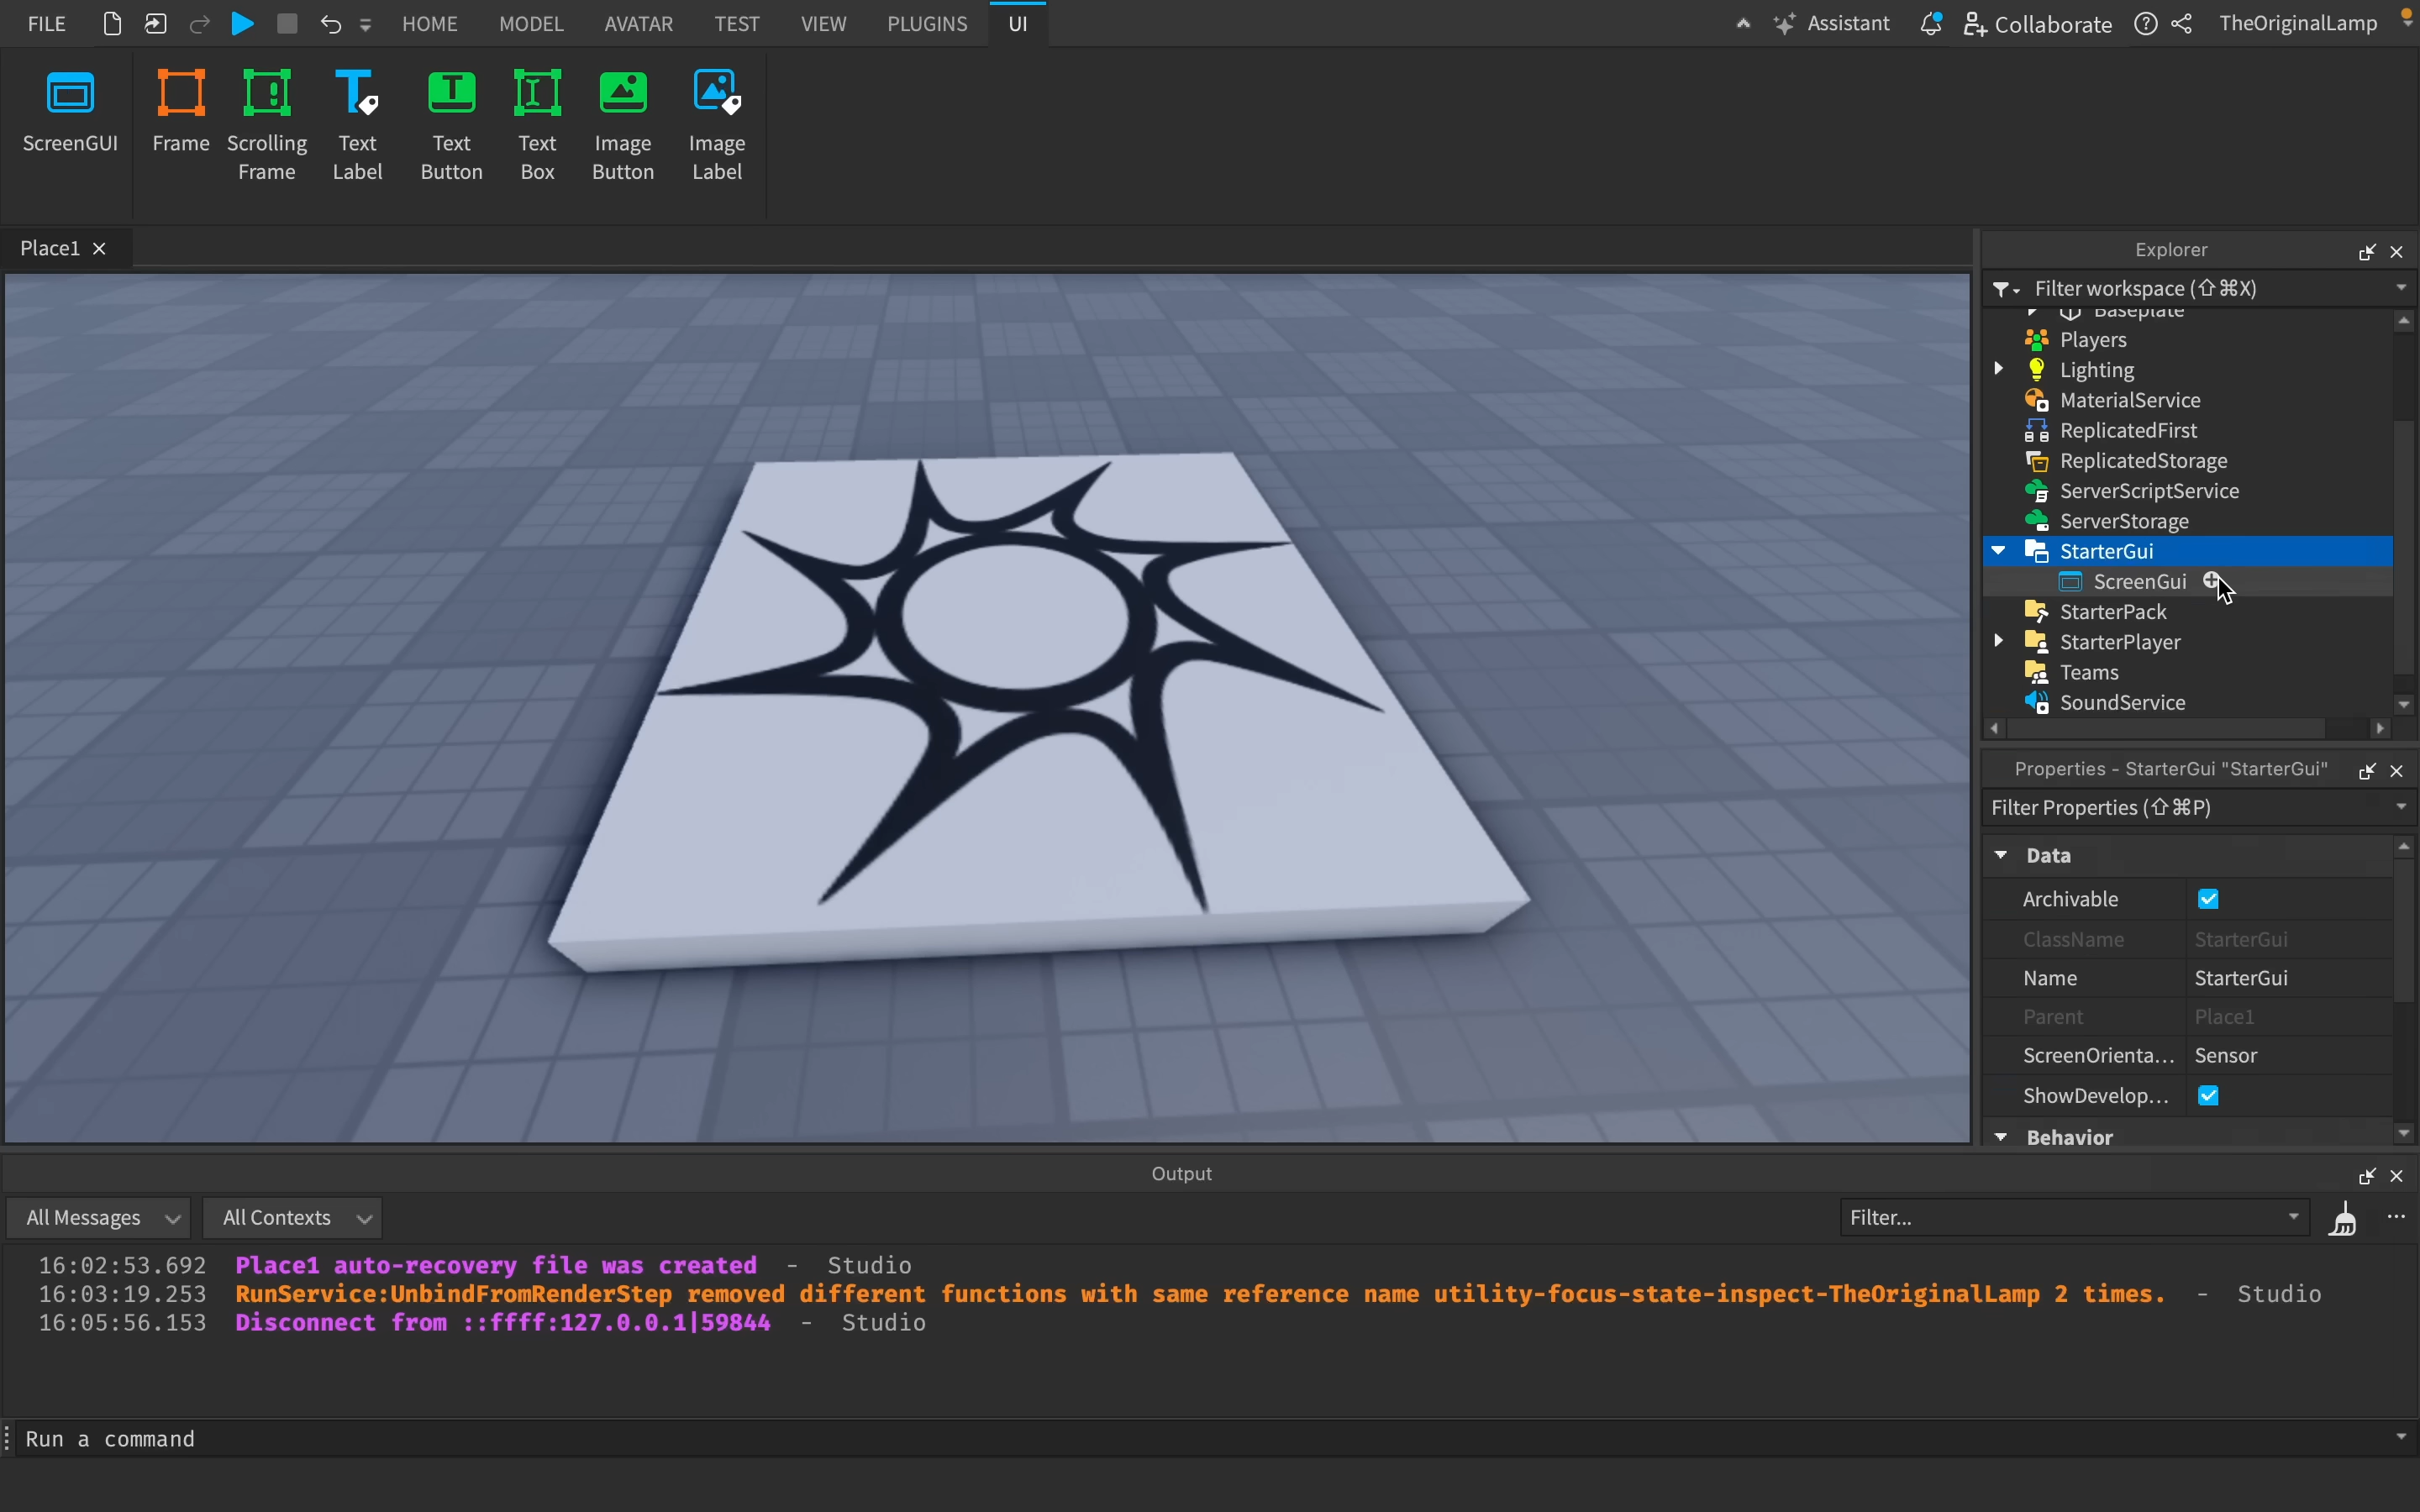 FILE
HOME
MODEL
AVATAR
TEST
VIEW
PLUGINS
UI
Assistant
Collaborate
TheOriginalLamp
ScreenGUI
Frame
Scrolling
Frame
Text
Label
Text
Button
Text
Box
Image
Button
Image
Label
Place1
Explorer
Filter workspace (⇧⌘X)
Baseplate
Players
Lighting
MaterialService
ReplicatedFirst
ReplicatedStorage
ServerScriptService
ServerStorage
StarterGui
ScreenGui
StarterPack
StarterPlayer
Teams
SoundService
Properties - StarterGui "StarterGui"
Filter Properties (⇧⌘P)
Data
Archivable
ClassName StarterGui
Name StarterGui
Parent Place1
ScreenOrienta... Sensor
ShowDevelop...
Behavior
Output
All Messages
All Contexts
Filter...
16:02:53.692 Place1 auto-recovery file was created - Studio
16:03:19.253 RunService:UnbindFromRenderStep removed different functions with same reference name utility-focus-state-inspect-TheOriginalLamp 2 times. - Studio
16:05:56.153 Disconnect from ::ffff:127.0.0.1|59844 - Studio
Run a command